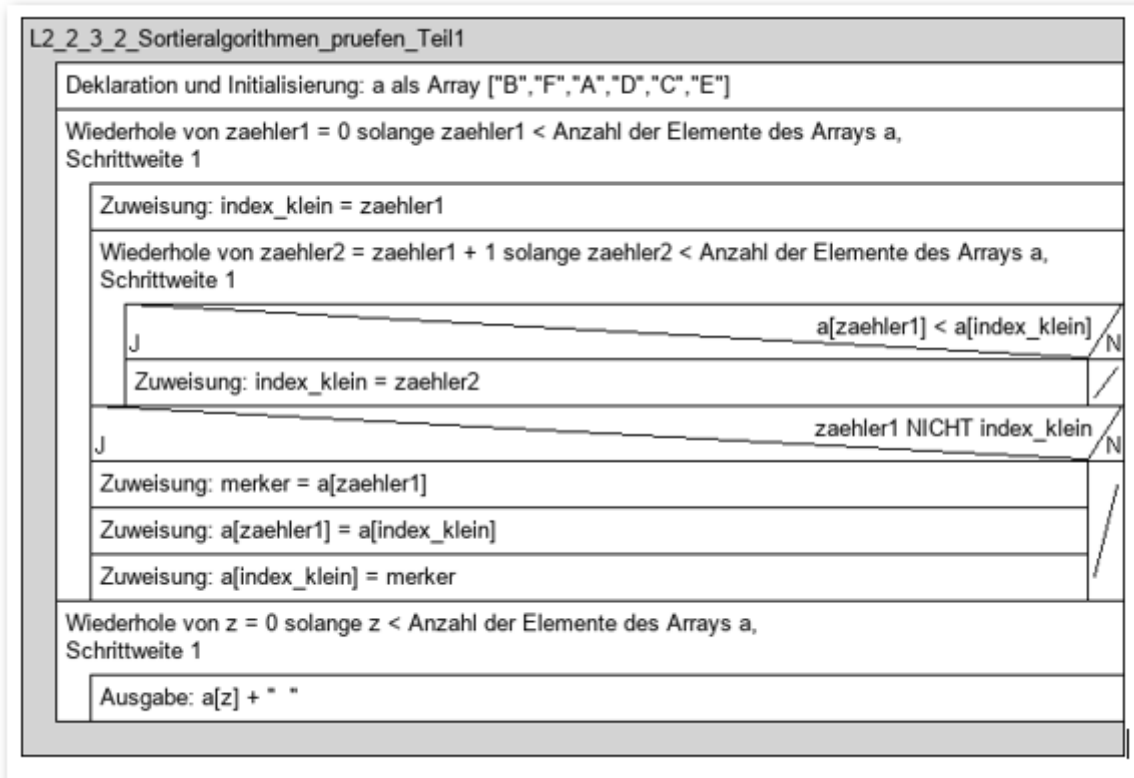 L2_2_3_2_Sortieralgorithmen_pruefen_Teil1
Deklaration und Initialisierung: a als Array ["B","F","A","D","C","E"]
Wiederhole von zaehler1 = 0 solange zaehler1 < Anzahl der Elemente des Arrays a,
Schrittweite 1
Zuweisung: index_klein = zaehler1
Wiederhole von zaehler2 = zaehler1 + 1 solange zaehler2 < Anzahl der Elemente des Arrays a,
Schrittweite 1
a[zaehler1] < a[index_klein]
J N
Zuweisung: index_klein = zaehler2
zaehler1 NICHT index_klein
J N
Zuweisung: merker = a[zaehler1]
Zuweisung: a[zaehler1] = a[index_klein]
Zuweisung: a[index_klein] = merker
Wiederhole von z = 0 solange z < Anzahl der Elemente des Arrays a,
Schrittweite 1
Ausgabe: a[z] + "  "